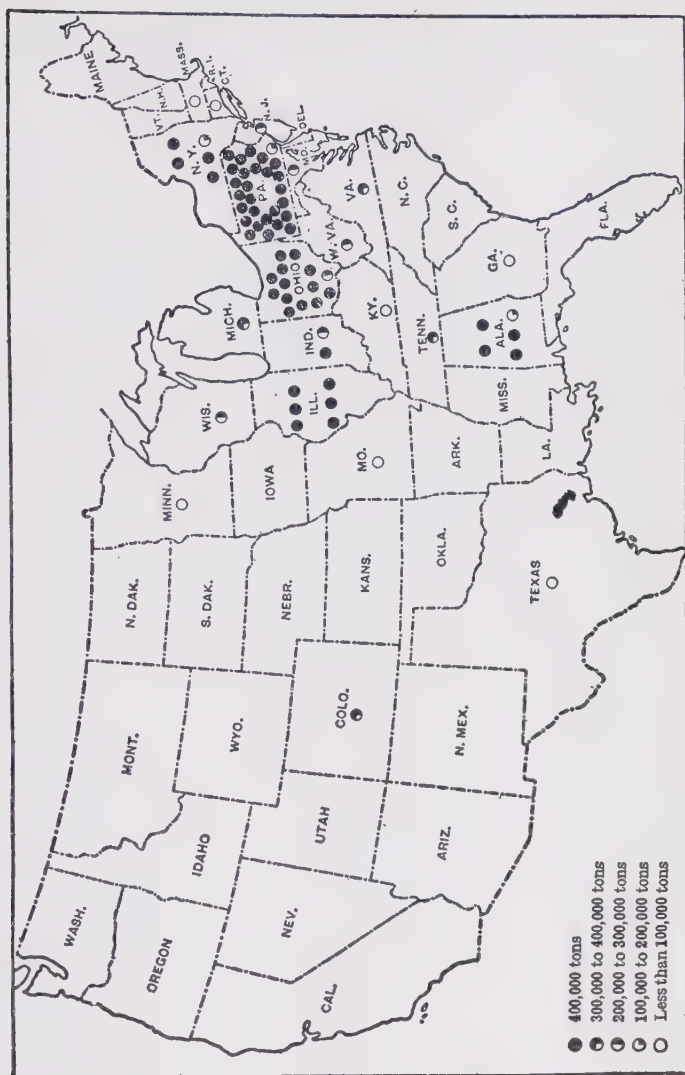 WASH.
OREGON
CAL.
NEV.
IDAHO
MONT.
WYO.
UTAH
ARIZ.
COLO.
N. MEX.
N. DAK.
S. DAK.
NEBR.
KANS.
OKLA.
TEXAS
MINN.
IOWA
MO.
ARK.
LA.
WIS.
ILL.
MICH.
IND.
OHIO
KY.
TENN.
MISS.
ALA.
GA.
FLA.
S. C.
N. C.
VA.
W. VA.
PA.
N. Y.
MD.
DEL.
N. J.
CT.
R. I.
MASS.
VT.
N.H.
MAINE
400,000 tons
300,000 to 400,000 tons
200,000 to 300,000 tons
100,000 to 200,000 tons
Less than 100,000 tons